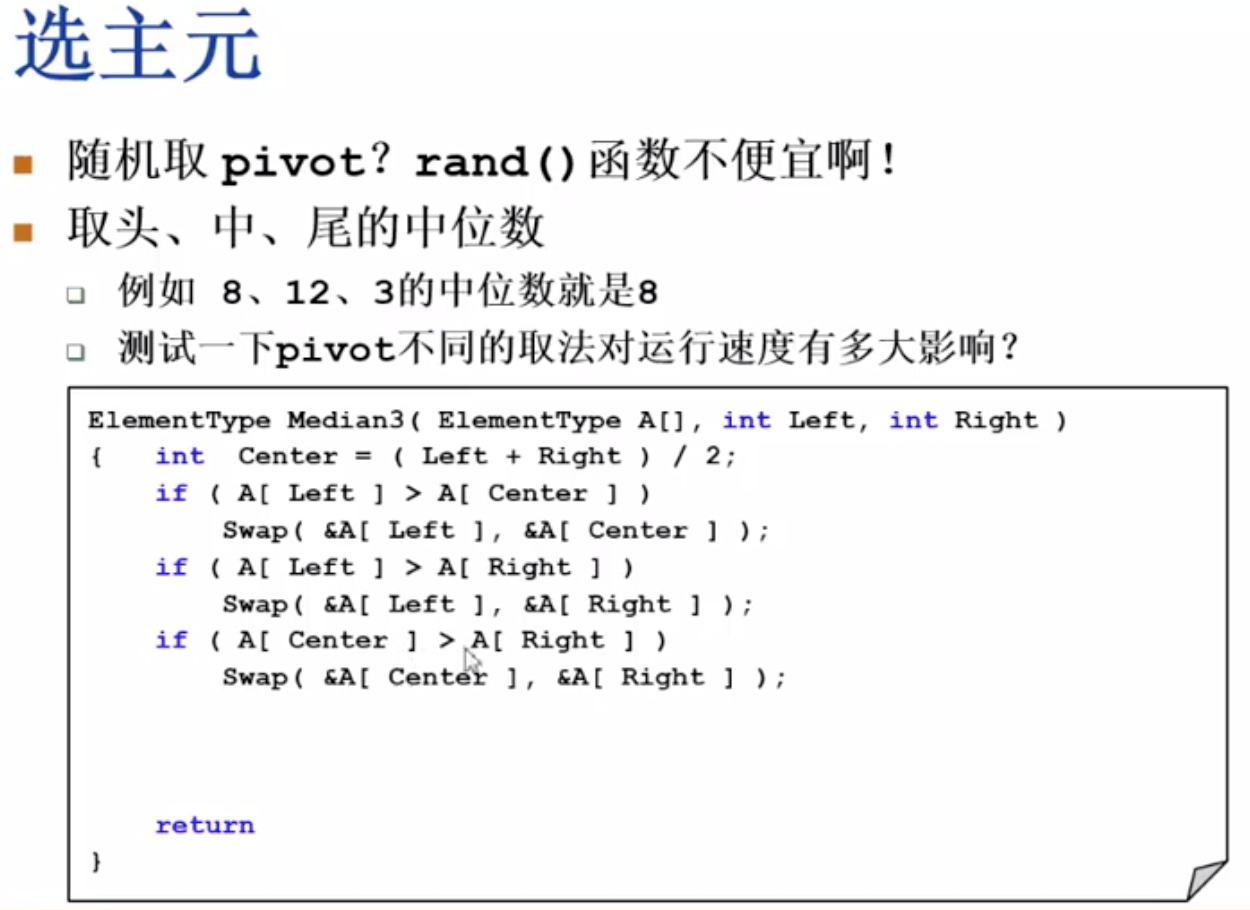 选主元
随机取 pivot？rand()函数不便宜啊！
取头、中、尾的中位数
例如 8、12、3的中位数就是8
测试一下pivot不同的取法对运行速度有多大影响？
ElementType Median3( ElementType A[], int Left, int Right )
{   int  Center = ( Left + Right ) / 2;
    if ( A[ Left ] > A[ Center ] )
        Swap( &A[ Left ], &A[ Center ] );
    if ( A[ Left ] > A[ Right ] )
        Swap( &A[ Left ], &A[ Right ] );
    if ( A[ Center ] > A[ Right ] )
        Swap( &A[ Center ], &A[ Right ] );
    return
}